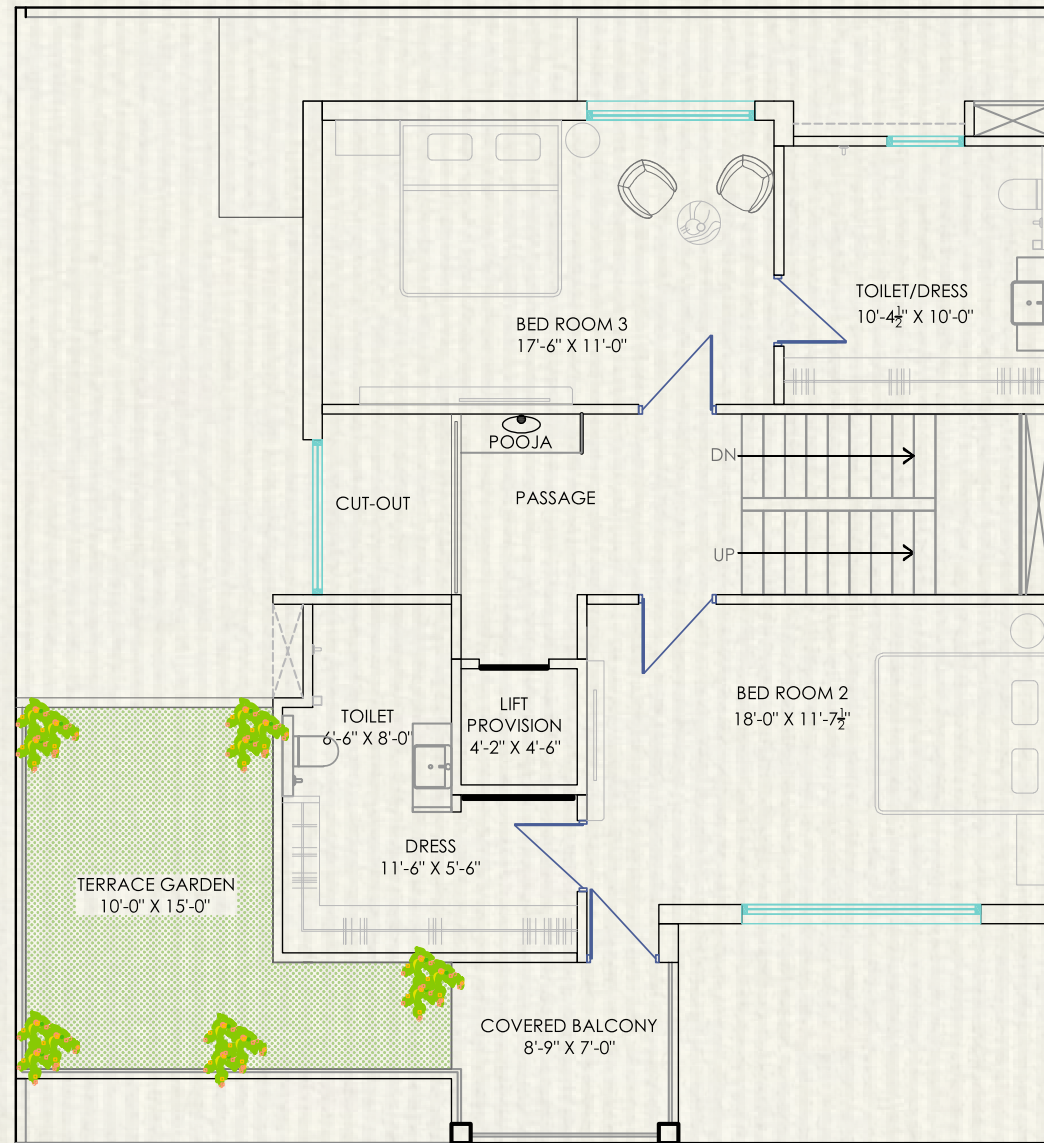 TOILET/DRESS
10'-4½" X 10'-0"
BED ROOM 3
17'-6" X 11'-0"
POOJA
DN
CUT-OUT
PASSAGE
UP
BED ROOM 2
18'-0" X 11'-7½"
LIFT
PROVISION
4'-2" X 4'-6"
TOILET
6'-6" X 8'-0"
DRESS
11'-6" X 5'-6"
TERRACE GARDEN
10'-0" X 15'-0"
COVERED BALCONY
8'-9" X 7'-0"